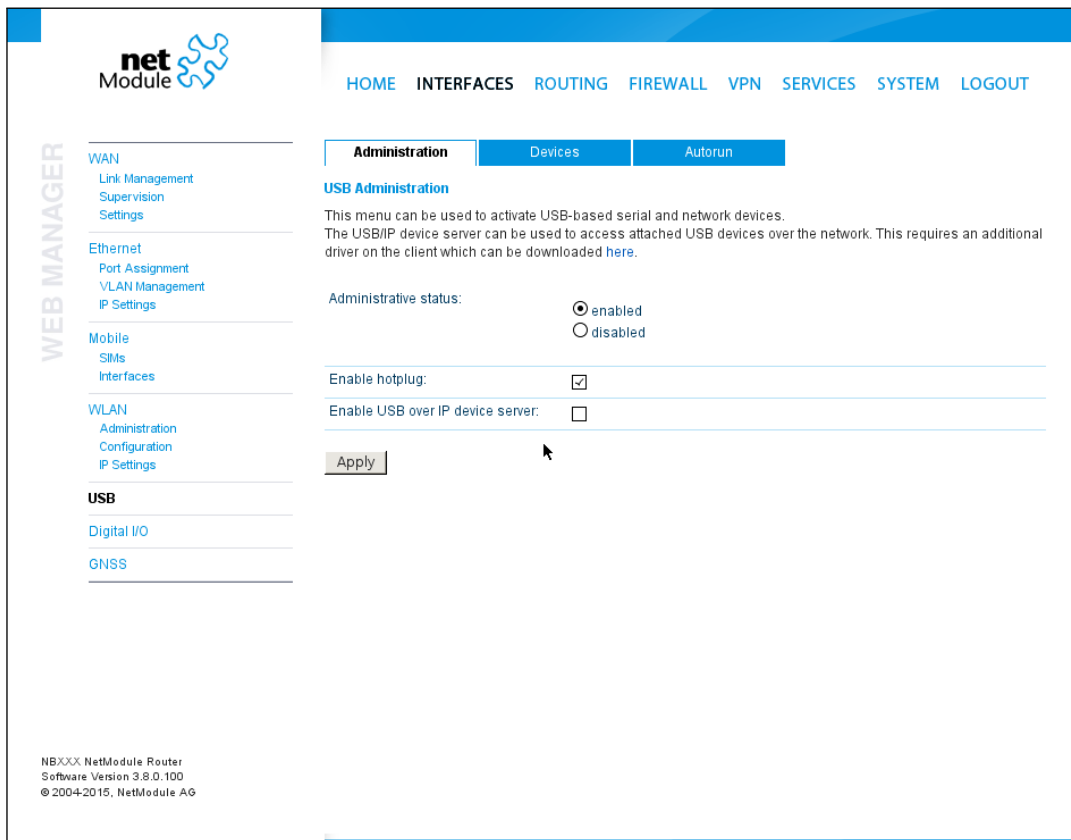 net
Module
HOME INTERFACES ROUTING FIREWALL VPN SERVICES SYSTEM LOGOUT
WEB MANAGER
WAN
Link Management
Supervision
Settings
Ethernet
Port Assignment
VLAN Management
IP Settings
Mobile
SIMs
Interfaces
WLAN
Administration
Configuration
IP Settings
USB
Digital I/O
GNSS
Administration Devices Autorun
USB Administration
This menu can be used to activate USB-based serial and network devices.
The USB/IP device server can be used to access attached USB devices over the network. This requires an additional
driver on the client which can be downloaded here.
Administrative status:
enabled
disabled
Enable hotplug:
Enable USB over IP device server:
Apply
NBXXX NetModule Router
Software Version 3.8.0.100
© 2004-2015, NetModule AG